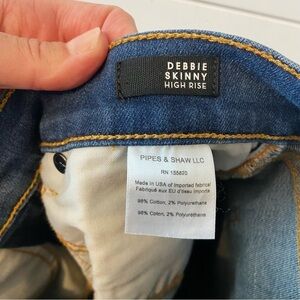 DEBBIE
SKINNY
HIGH RISE
PIPES & SHAW LLC
RN 155820
Made in USA of Imported fabrics
Fabriqué aux EU d'tissu importé
98% Cotton, 2% Polyurethane
98% Coton, 2% Polyuréthane